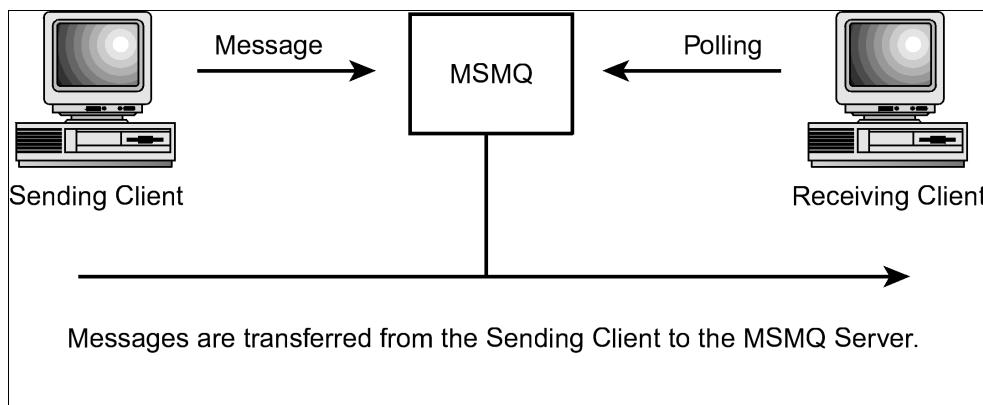 Message
MSMQ
Polling
Sending Client
Receiving Client
Messages are transferred from the Sending Client to the MSMQ Server.